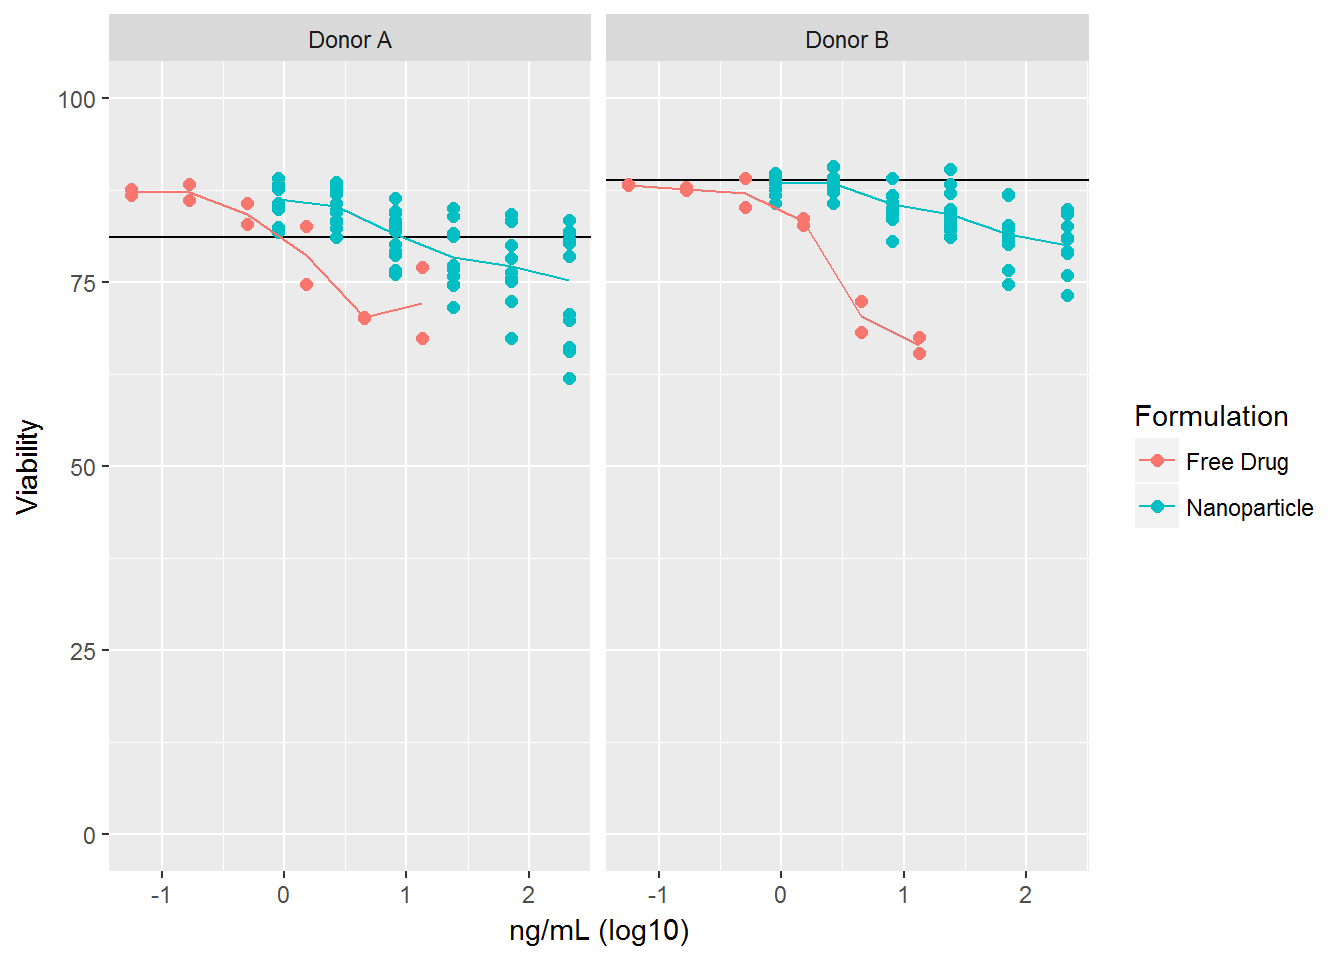 Donor A
Donor B
100
75
50
25
0
Viability
-1 0 1 2
-1 0 1 2
ng/mL (log10)
Formulation
Free Drug
Nanoparticle